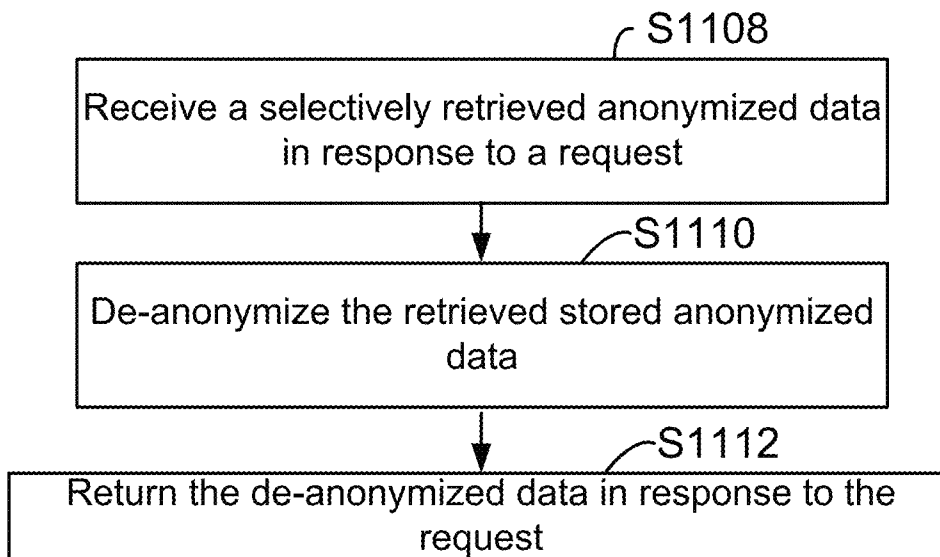 S1108
Receive a selectively retrieved anonymized data
in response to a request
S1110
De-anonymize the retrieved stored anonymized
data
S1112
Return the de-anonymized data in response to the
request